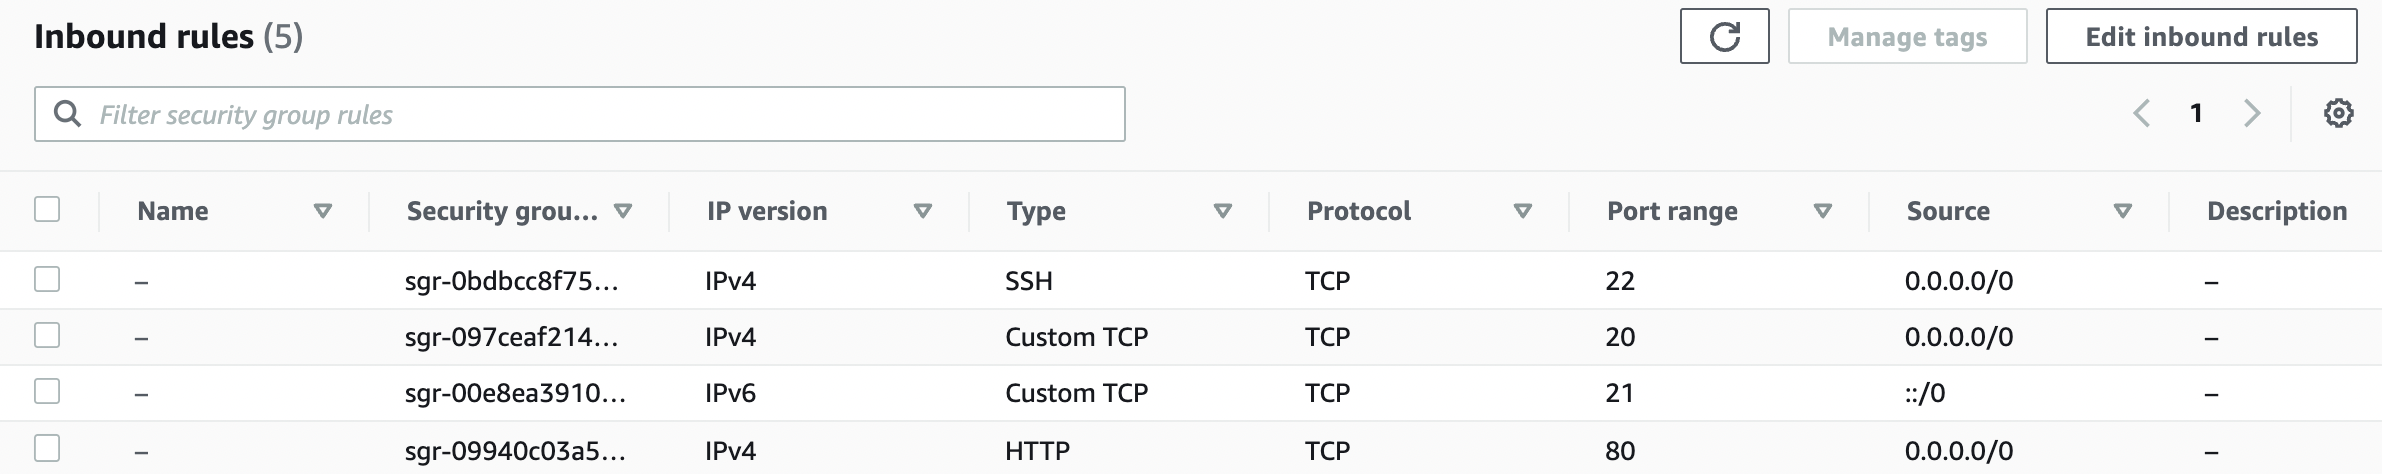 Inbound rules (5)
Manage tags
Edit inbound rules
Filter security group rules
1
Name Security grou... IP version Type Protocol Port range Source Description
– sgr-0bdbcc8f75... IPv4 SSH TCP 22 0.0.0.0/0 –
– sgr-097ceaf214... IPv4 Custom TCP TCP 20 0.0.0.0/0 –
– sgr-00e8ea3910... IPv6 Custom TCP TCP 21 ::/0 –
– sgr-09940c03a5... IPv4 HTTP TCP 80 0.0.0.0/0 –